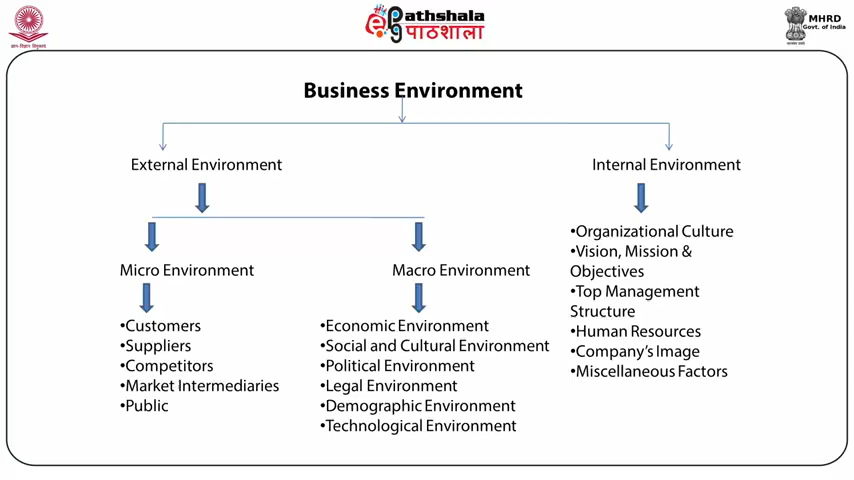 Pathshala
पाठशाला
MHRD
Govt. of India
ज्ञान-विज्ञान विमुक्तये
Business Environment
External Environment
Internal Environment
Micro Environment
•Customers
•Suppliers
•Competitors
•Market Intermediaries
•Public
Macro Environment
•Economic Environment
•Social and Cultural Environment
•Political Environment
•Legal Environment
•Demographic Environment
•Technological Environment
•Organizational Culture
•Vision, Mission &
Objectives
•Top Management
Structure
•Human Resources
•Company's Image
•Miscellaneous Factors